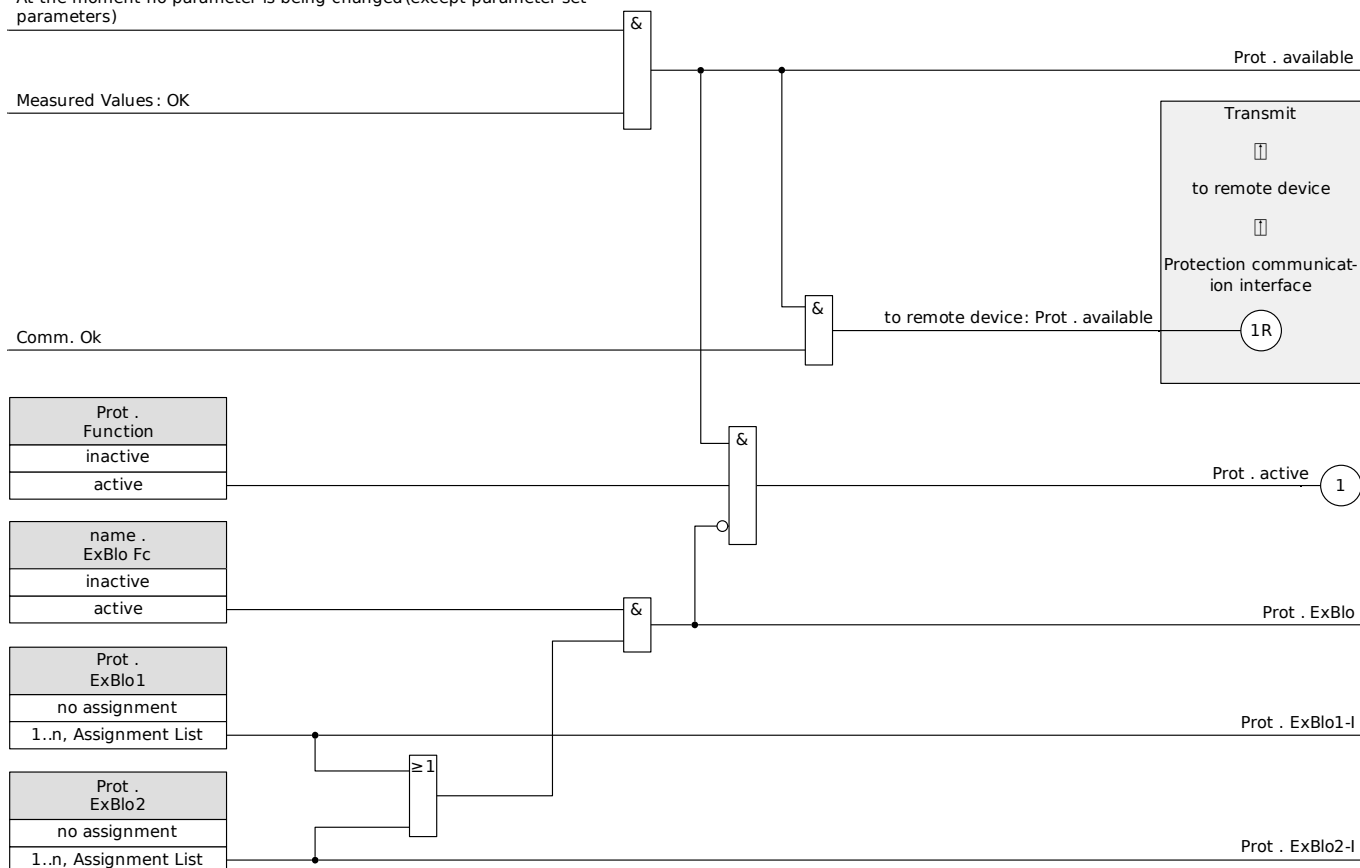 At the moment no parameter is being changed (except parameter set
parameters)
&
Prot . available
Measured Values : OK
Transmit
to remote device
Protection communicat-
ion interface
&
to remote device: Prot . available
1R
Comm. Ok
Prot .
Function
inactive
active
&
Prot . active
1
name .
ExBlo Fc
inactive
active
&
Prot . ExBlo
Prot .
ExBlo1
no assignment
1..n, Assignment List
Prot . ExBlo1-I
≥1
Prot .
ExBlo2
no assignment
1..n, Assignment List
Prot . ExBlo2-I